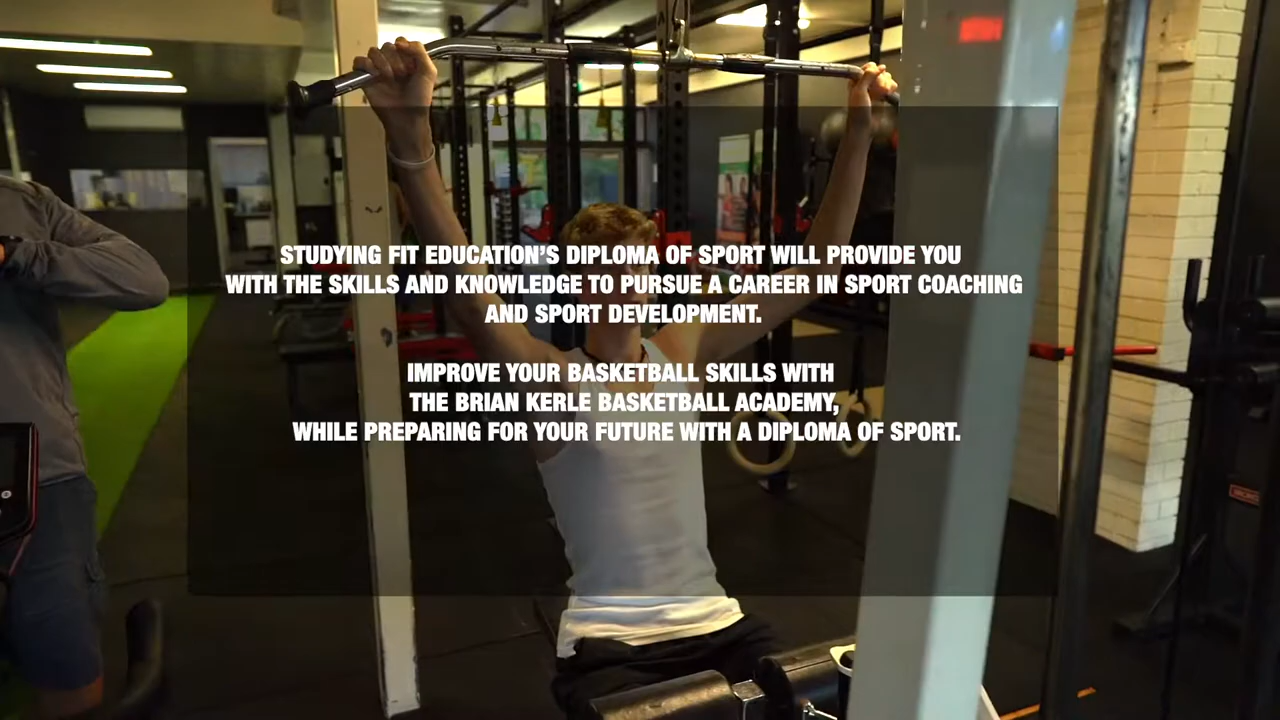 STUDYING FIT EDUCATION'S DIPLOMA OF SPORT WILL PROVIDE YOU
WITH THE SKILLS AND KNOWLEDGE TO PURSUE A CAREER IN SPORT COACHING
AND SPORT DEVELOPMENT.
IMPROVE YOUR BASKETBALL SKILLS WITH
THE BRIAN KERLE BASKETBALL ACADEMY,
WHILE PREPARING FOR YOUR FUTURE WITH A DIPLOMA OF SPORT.